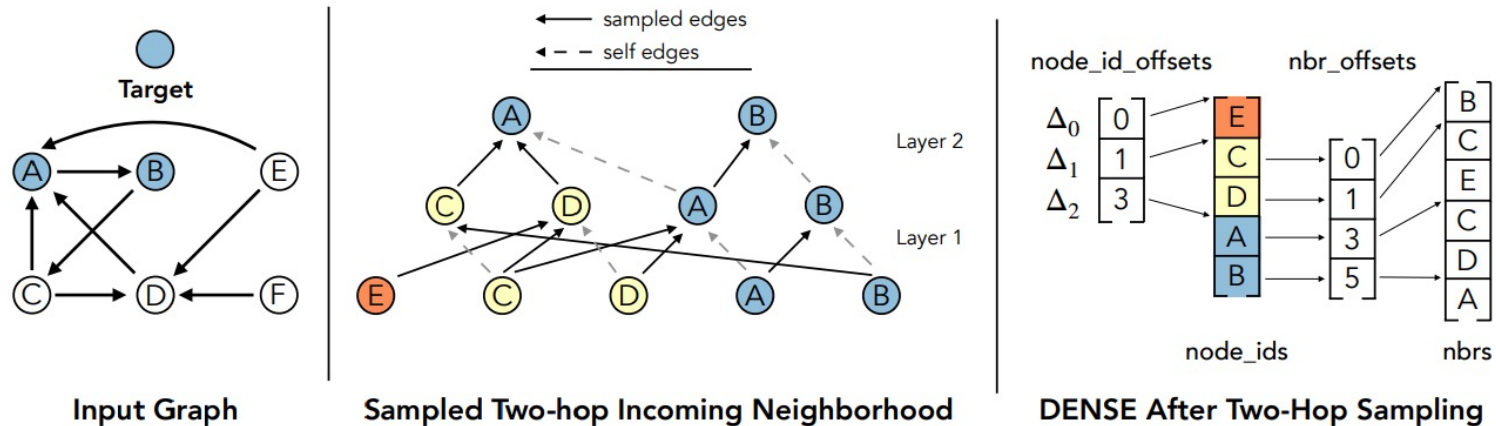 Target
A
B
E
C
D
F
Input Graph
sampled edges
self edges
A
B
Layer 2
C
D
A
B
Layer 1
E
C
D
A
B
Sampled Two-hop Incoming Neighborhood
node_id_offsets
nbr_offsets
Δ0 0
Δ1 1
Δ2 3
E
C
D
A
B
node_ids
0
1
3
5
B
C
E
C
D
A
nbrs
DENSE After Two-Hop Sampling